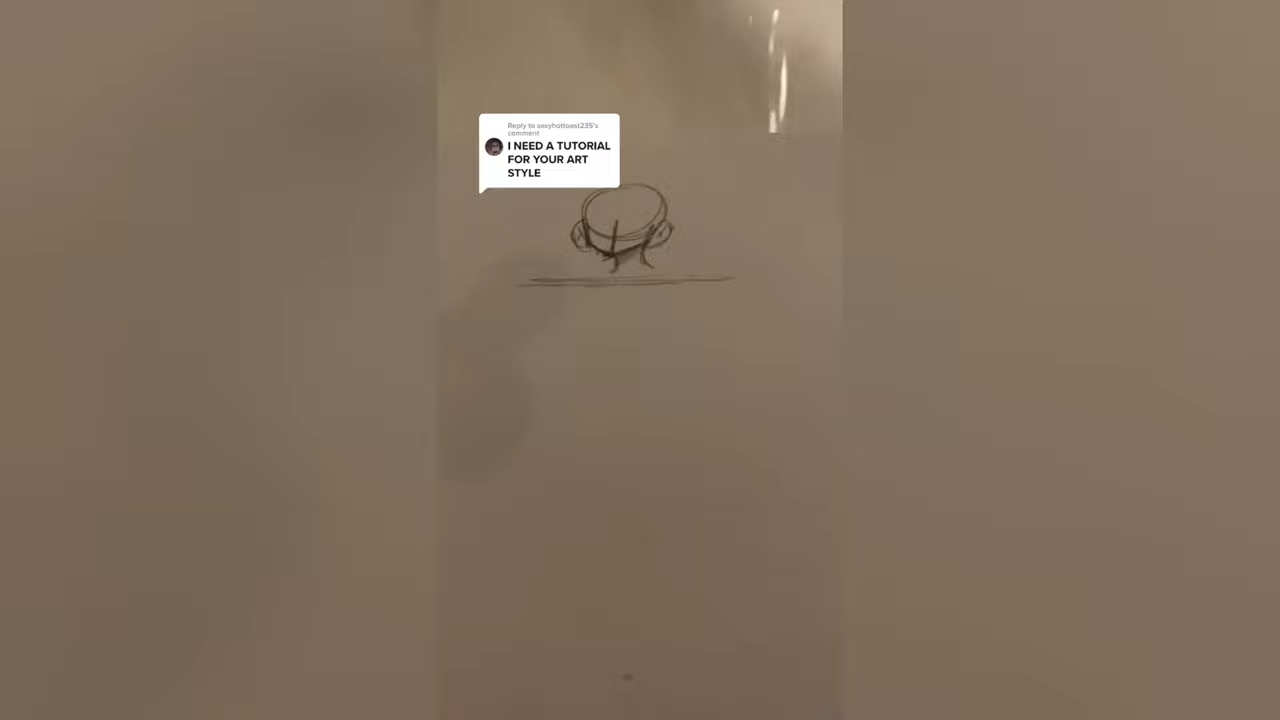 Reply to sexyhottoast235's
comment
I NEED A TUTORIAL
FOR YOUR ART
STYLE